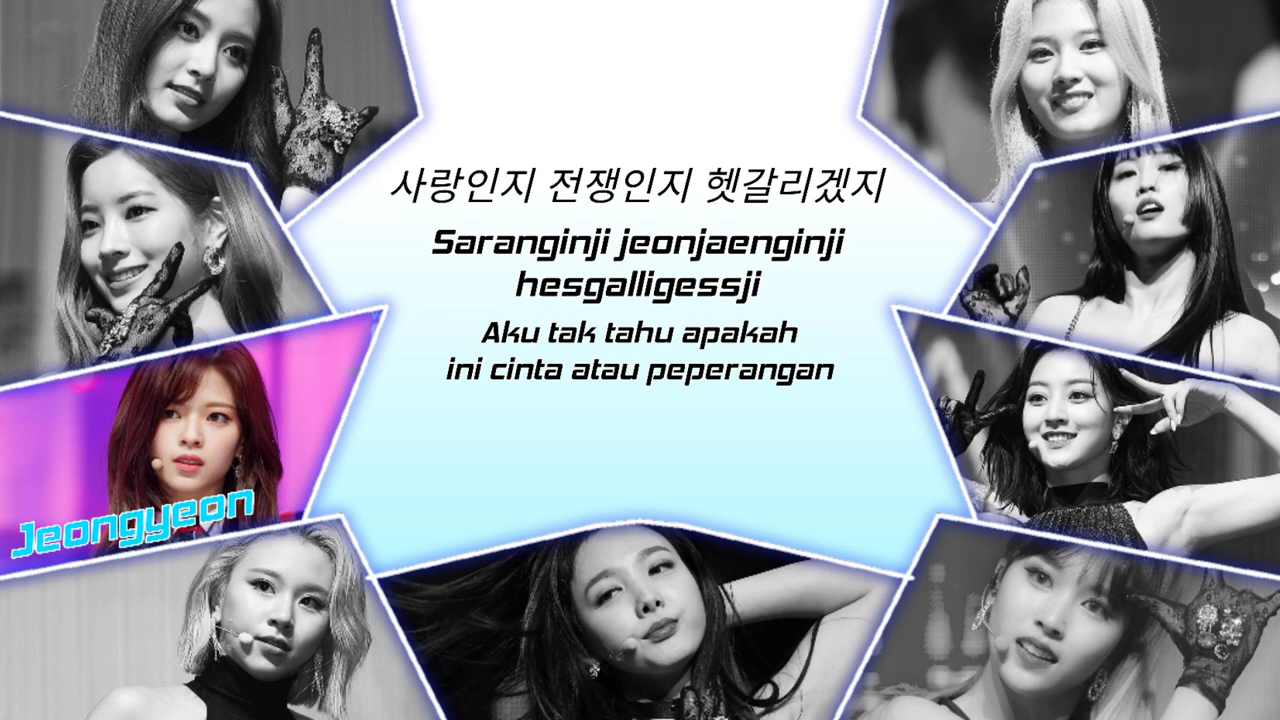 사랑인지 전쟁인지 헷갈리겠지
Saranginji jeonjaenginji
hesgalligessji
Aku tak tahu apakah
ini cinta atau peperangan
Jeongyeon